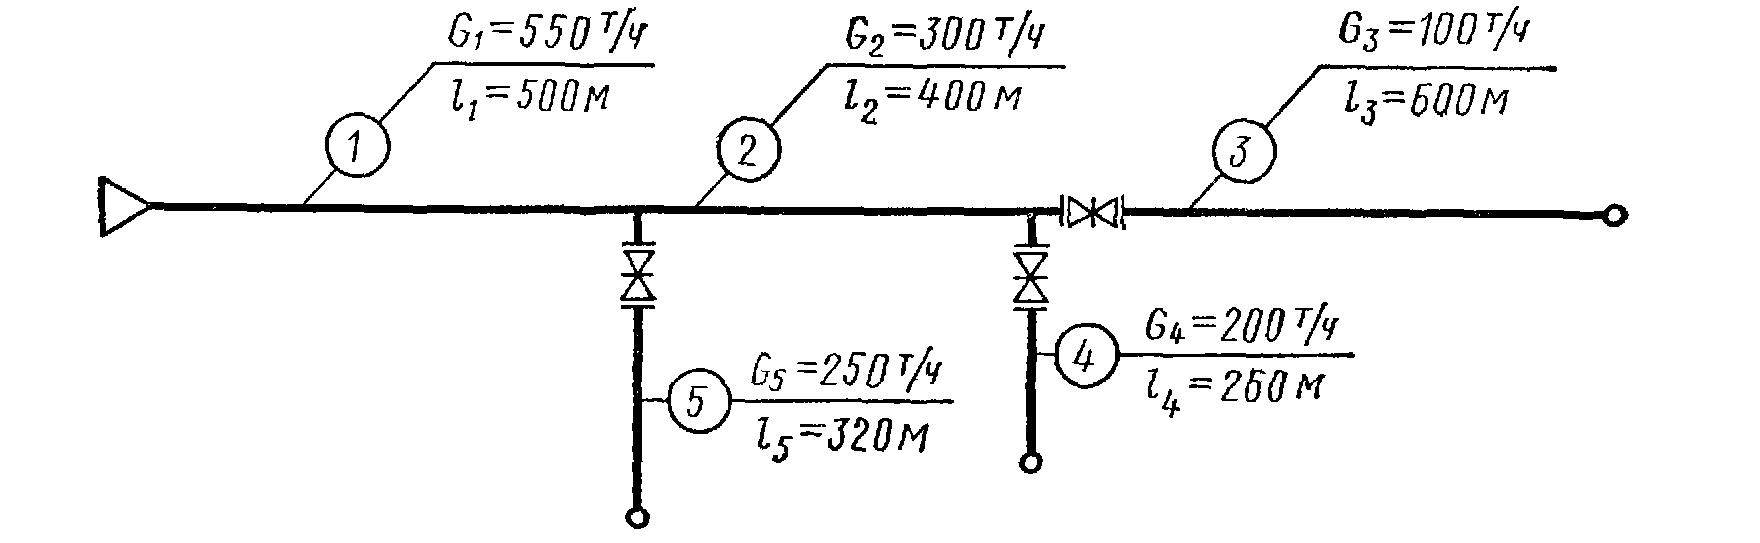 G₁=550 т/ч
l₁=500 м
1
G₂=300 т/ч
l₂=400 м
2
G₃=100 т/ч
l₃=600 м
3
G₄=200 т/ч
l₄=260 м
4
G₅=250 т/ч
l₅=320 м
5